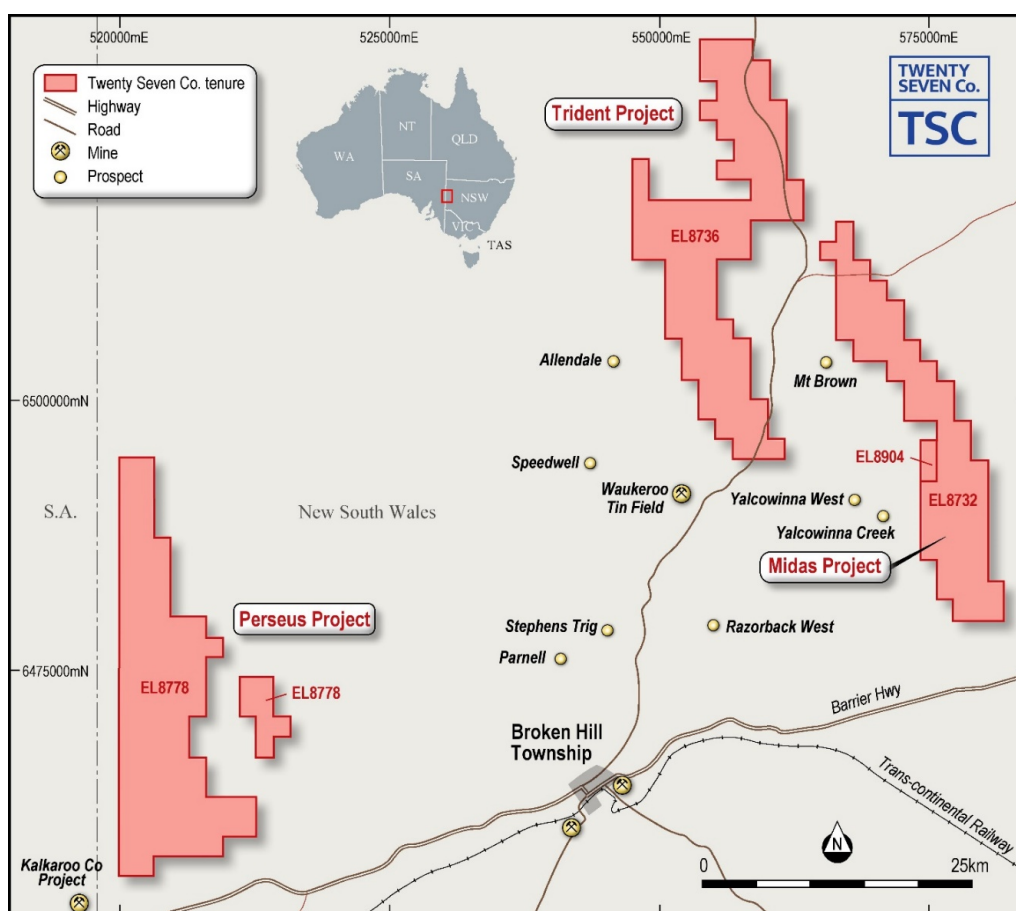 520000mE
525000mE
550000mE
575000mE
Twenty Seven Co. tenure
Highway
Road
Mine
Prospect
WA
NT
QLD
SA
NSW
VIC
TAS
Trident Project
TWENTY
SEVEN Co.
TSC
EL8736
Allendale
Mt Brown
6500000mN
Speedwell
EL8904
Waukeroo
Tin Field
Yalcowinna West
EL8732
S.A.
New South Wales
Yalcowinna Creek
Midas Project
Perseus Project
Stephens Trig
Razorback West
Parnell
6475000mN
EL8778
EL8778
Barrier Hwy
Broken Hill
Township
Trans-continental Railway
N
Kalkaroo Co
Project
0
25km